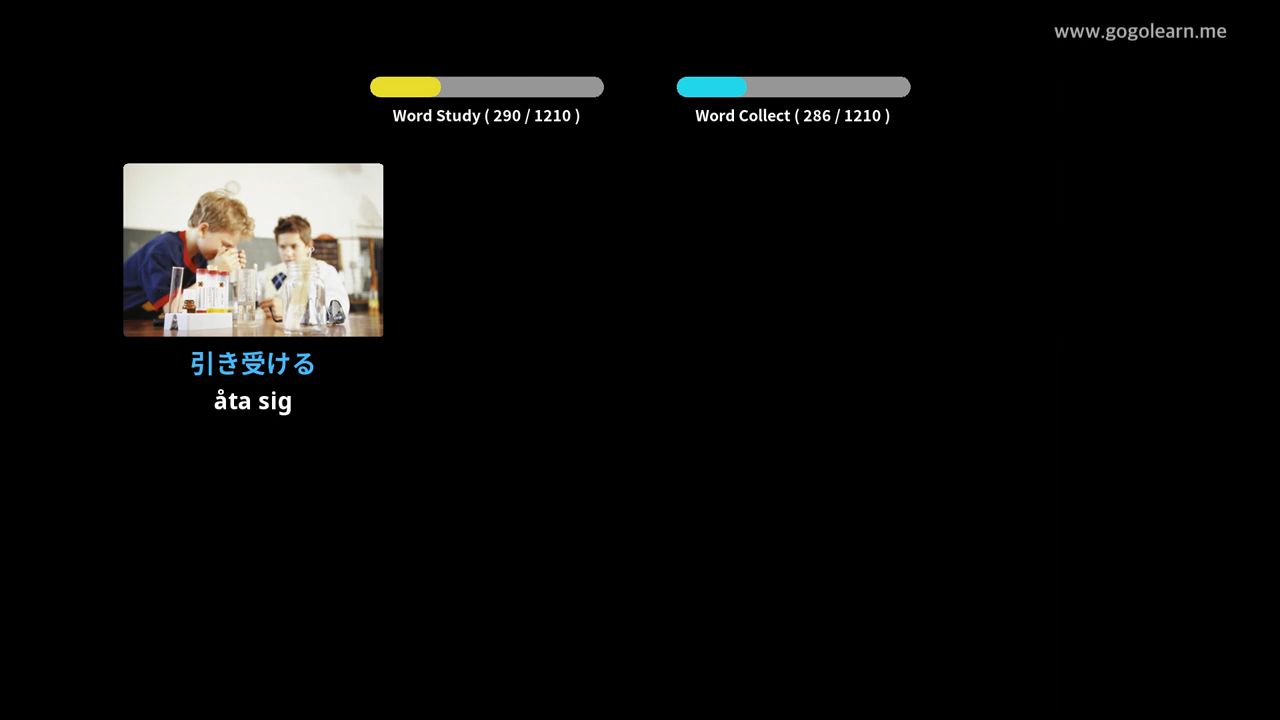 www.gogolearn.me
Word Study ( 290 / 1210 )
Word Collect ( 286 / 1210 )
引き受ける
åta sig